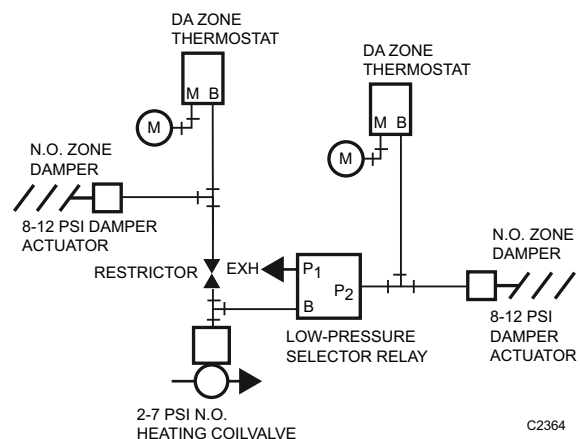 DA ZONE
THERMOSTAT
M B
M
N.O. ZONE
DAMPER
8-12 PSI DAMPER
ACTUATOR
DA ZONE
THERMOSTAT
M B
M
RESTRICTOR
EXH
P1
P2
B
LOW-PRESSURE
SELECTOR RELAY
N.O. ZONE
DAMPER
8-12 PSI
DAMPER
ACTUATOR
2-7 PSI N.O.
HEATING COILVALVE
C2364